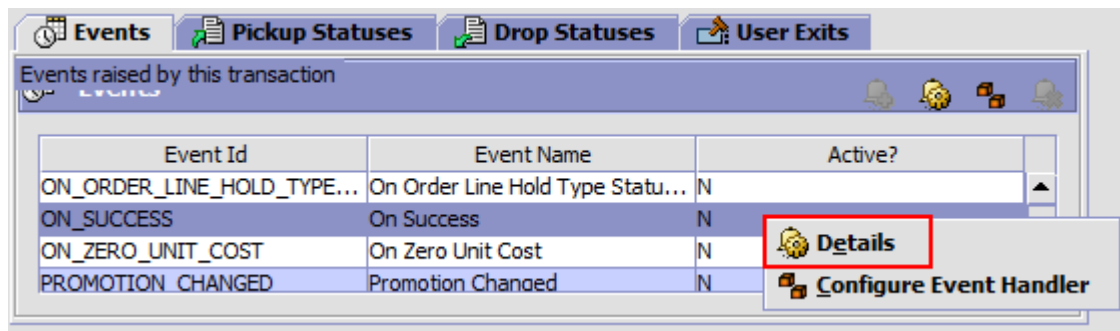 Events Pickup Statuses Drop Statuses User Exits
Events raised by this transaction
Events
Event Id Event Name Active?
ON_ORDER_LINE_HOLD_TYPE... On Order Line Hold Type Statu... N
ON_SUCCESS On Success N
ON_ZERO_UNIT_COST On Zero Unit Cost N
PROMOTION_CHANGED Promotion Changed N
Details
Configure Event Handler